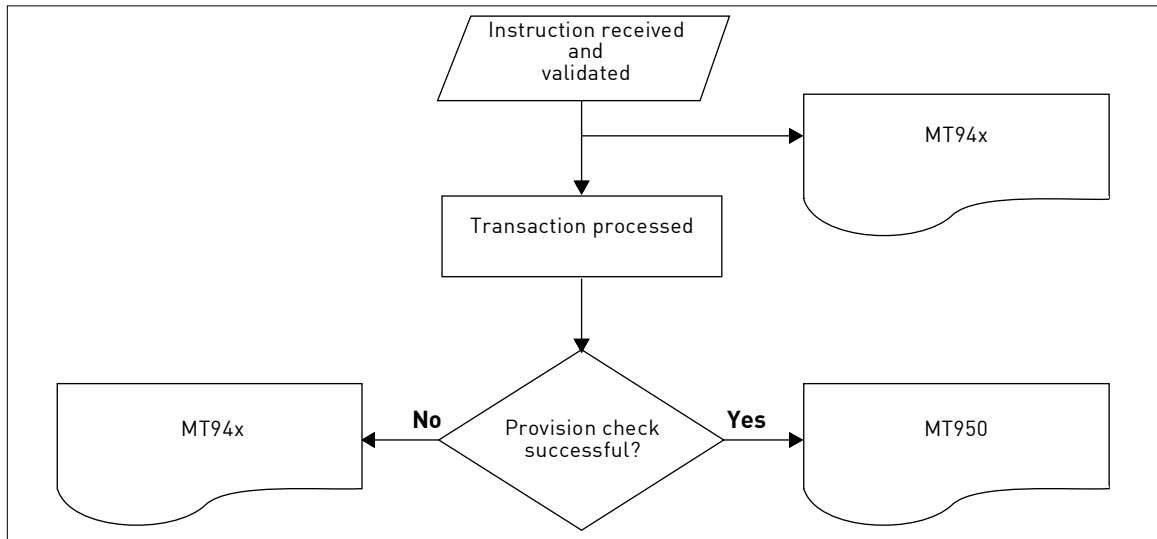 Instruction received
and
validated
MT94x
Transaction processed
No
Yes
MT94x
Provision check
successful?
MT950